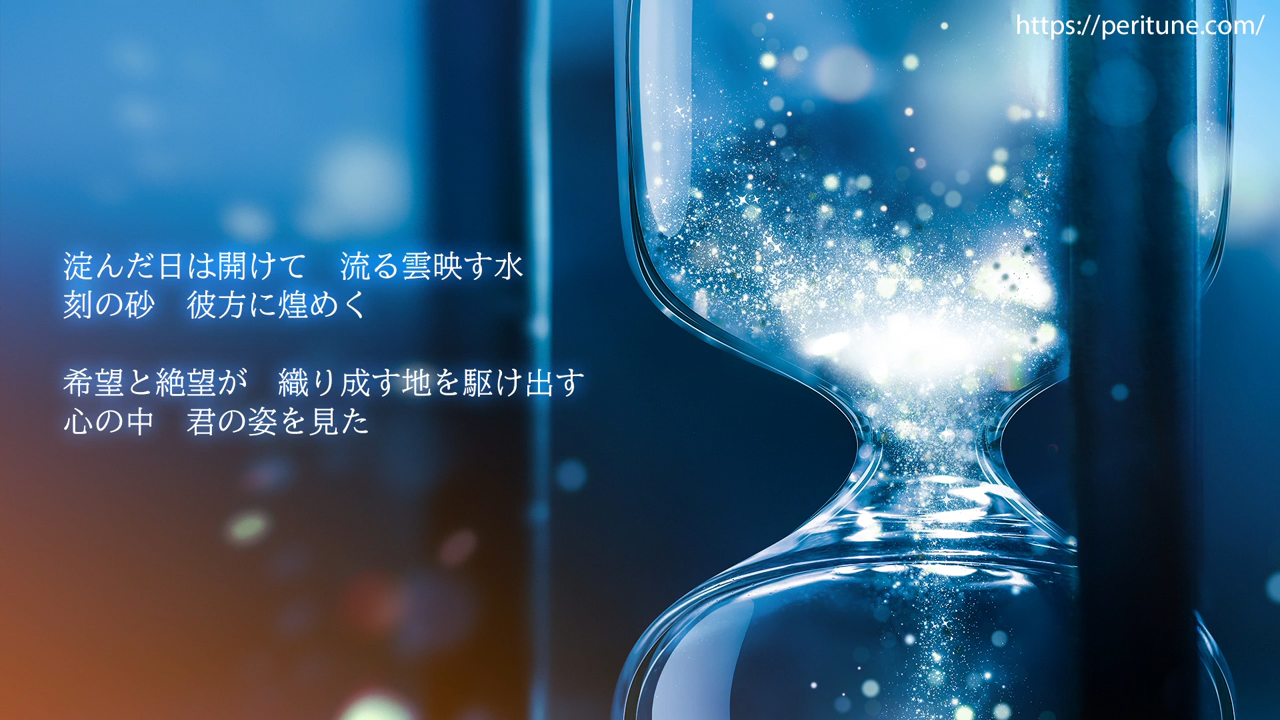 https://peritune.com/
淀んだ日は開けて　流る雲映す水
刻の砂　彼方に煌めく
希望と絶望が　織り成す地を駆け出す
心の中　君の姿を見た